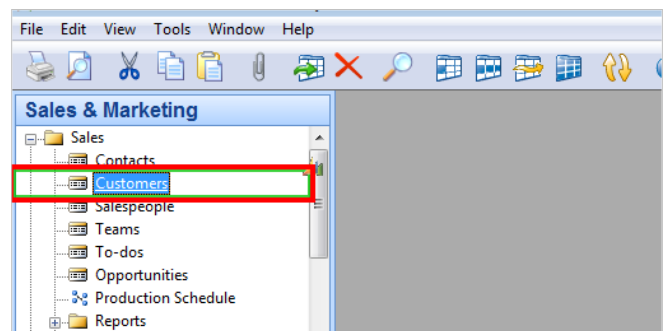 File Edit View Tools Window Help
Sales & Marketing
Sales
Contacts
Customers
Salespeople
Teams
To-dos
Opportunities
Production Schedule
Reports